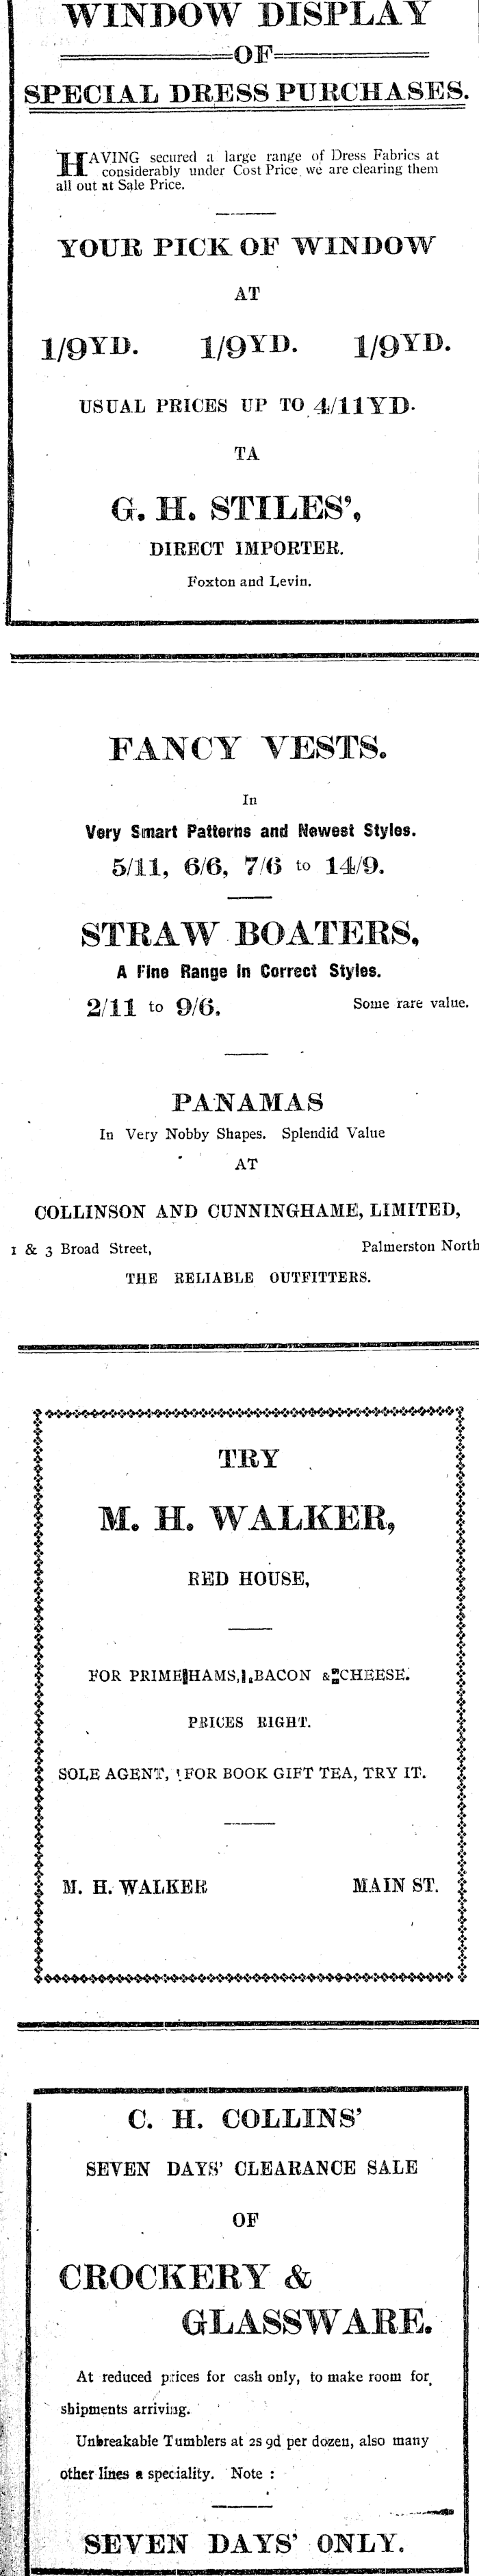 WINDOW DISPLAY
OF
SPECIAL DRESS PURCHASES.
HAVING secured a large range of Dress Fabrics at
considerably under Cost Price we are clearing them
all out at Sale Price.
YOUR PICK OF WINDOW
AT
1/9YD. 1/9YD. 1/9YD.
USUAL PRICES UP TO 4/11YD.
TA
G. H. STILES',
DIRECT IMPORTER.
Foxton and Levin.
FANCY VESTS.
In
Very Smart Patterns and Newest Styles.
5/11, 6/6, 7/6 to 14/9.
STRAW BOATERS,
A Fine Range in Correct Styles.
2/11 to 9/6. Some rare value.
PANAMAS
In Very Nobby Shapes. Splendid Value
AT
COLLINSON AND CUNNINGHAME, LIMITED,
1 & 3 Broad Street, Palmerston North
THE RELIABLE OUTFITTERS.
TRY
M. H. WALKER,
RED HOUSE,
FOR PRIME HAMS, BACON & CHEESE.
PRICES RIGHT.
SOLE AGENT, FOR BOOK GIFT TEA, TRY IT.
M. H. WALKER MAIN ST.
C. H. COLLINS'
SEVEN DAYS' CLEARANCE SALE
OF
CROCKERY &
GLASSWARE.
At reduced prices for cash only, to make room for
shipments arriving.
Unbreakable Tumblers at 2s 9d per dozen, also many
other lines a speciality. Note :
SEVEN DAYS' ONLY.